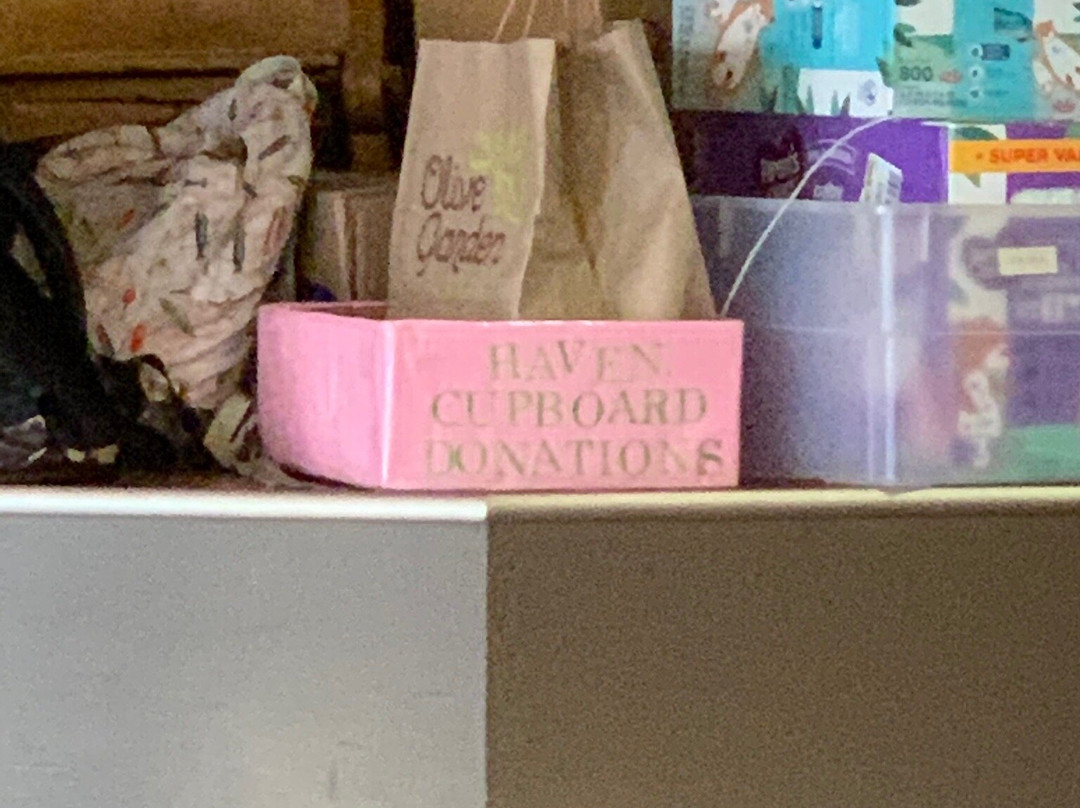 Olive
Garden
HAVEN
CUPBOARD
DONATIONS
800
SUPER VA